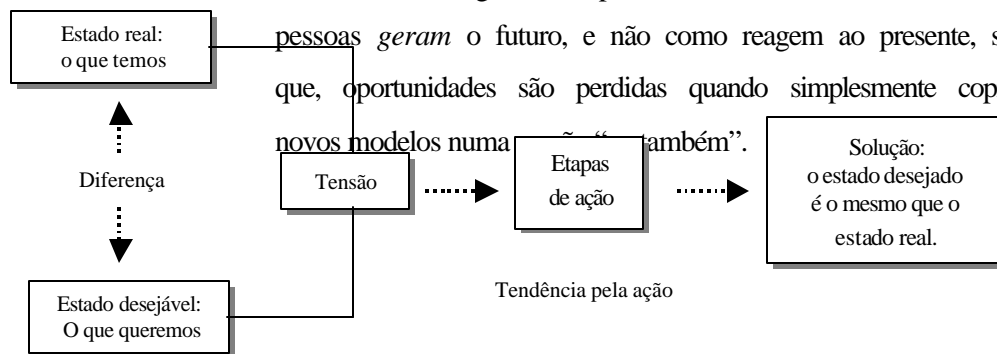 pessoas geram o futuro, e não como reagem ao presente,
que, oportunidades são perdidas quando simplesmente
novos modelos numa também”.
Estado real:
o que temos
Diferença
Estado desejável:
O que queremos
Tensão
Etapas
de ação
Tendência pela ação
Solução:
o estado desejado
é o mesmo que o
estado real.